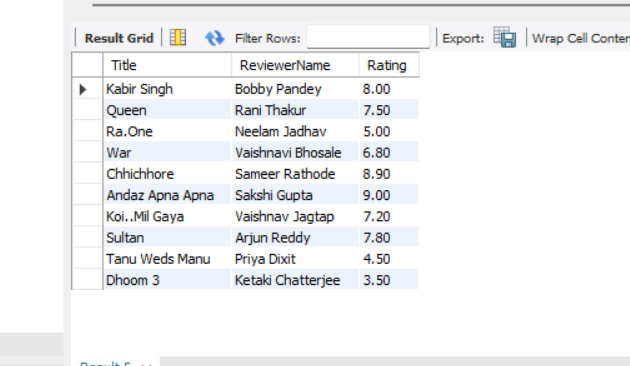 Result Grid Filter Rows: Export: Wrap Cell Conten
Title ReviewerName Rating
Kabir Singh Bobby Pandey 8.00
Queen Rani Thakur 7.50
Ra.One Neelam Jadhav 5.00
War Vaishnavi Bhosale 6.80
Chhichhore Sameer Rathode 8.90
Andaz Apna Apna Sakshi Gupta 9.00
Koi..Mil Gaya Vaishnav Jagtap 7.20
Sultan Arjun Reddy 7.80
Tanu Weds Manu Priya Dixit 4.50
Dhoom 3 Ketaki Chatterjee 3.50